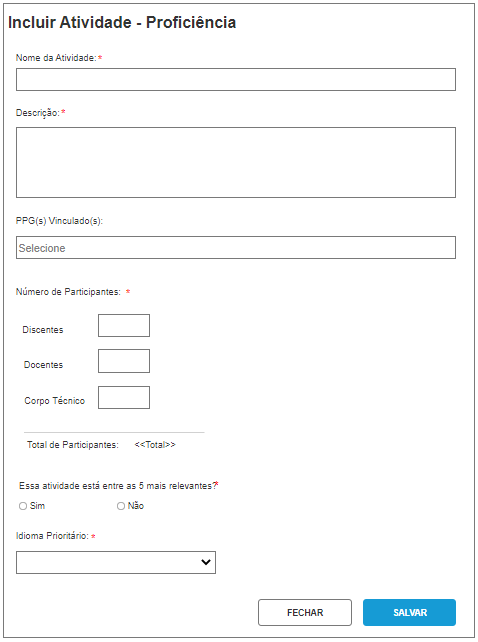 Incluir Atividade - Proficiência
Nome da Atividade: *
Descrição: *
PPG(s) Vinculado(s):
Selecione
Número de Participantes: *
Discentes
Docentes
Corpo Técnico
Total de Participantes: <<Total>>
Essa atividade está entre as 5 mais relevantes?*
Sim Não
Idioma Prioritário: *
FECHAR SALVAR